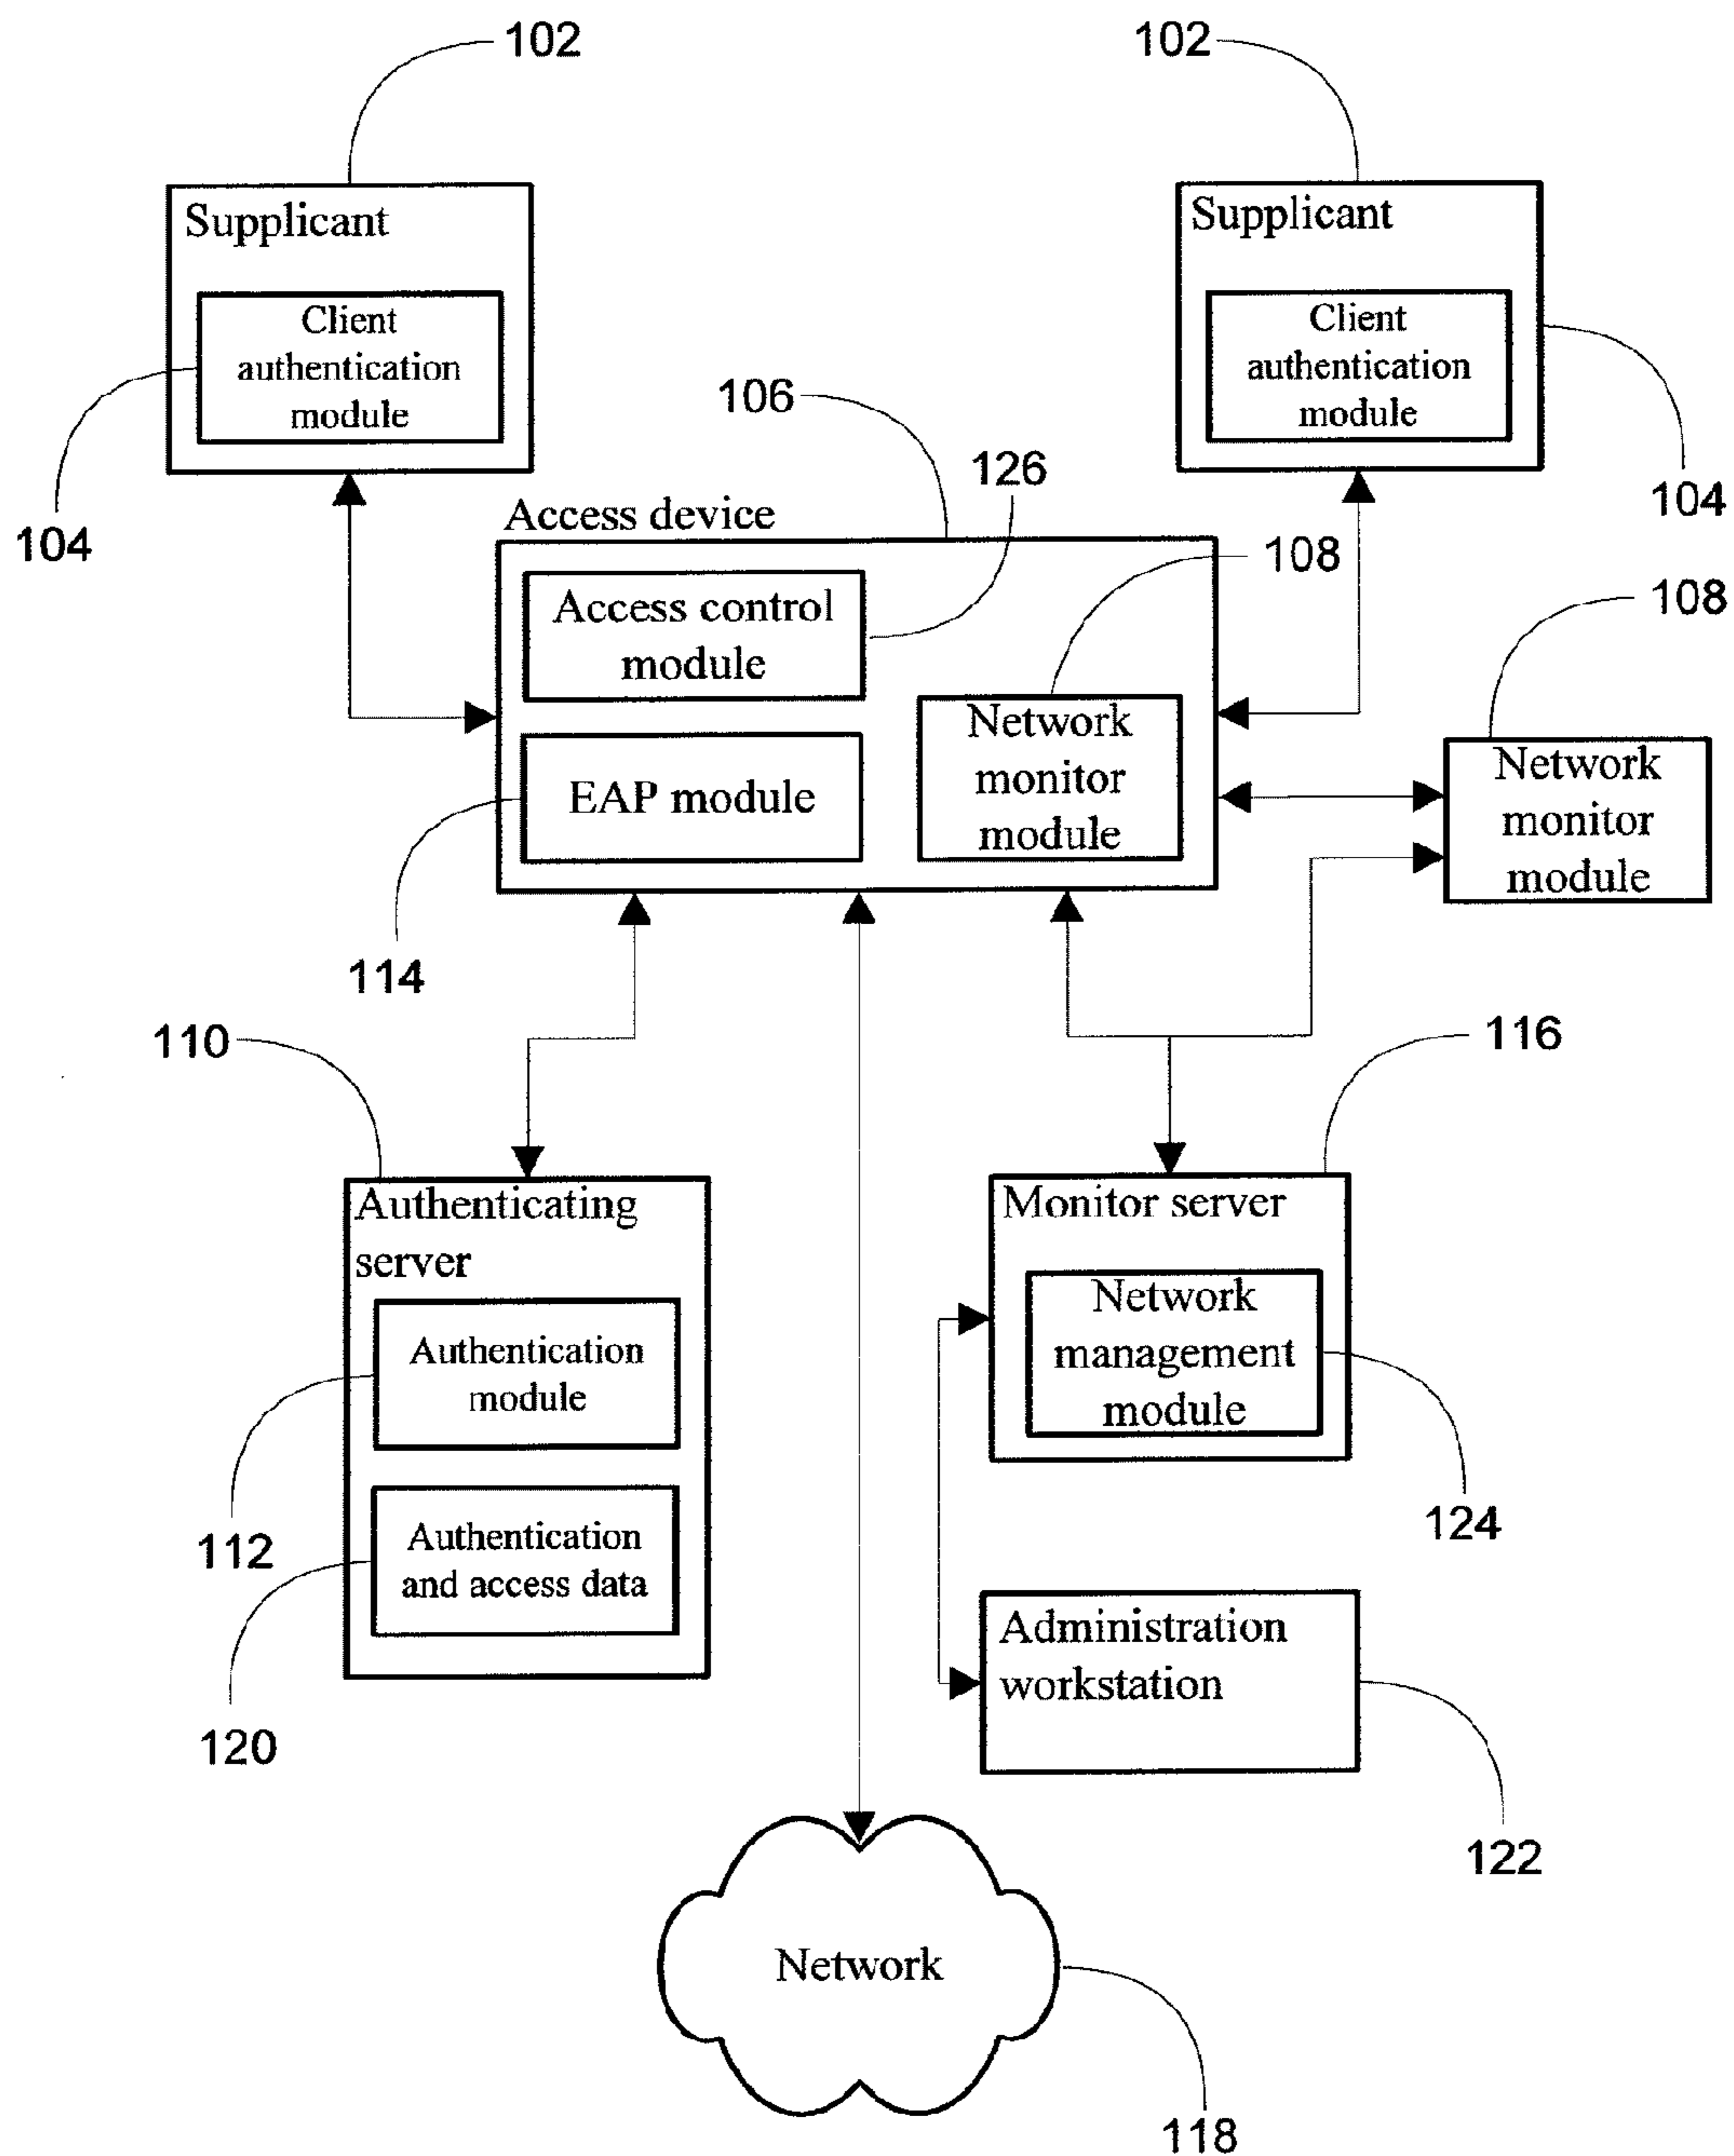 102
102
Supplicant
Client
authentication
module
104
Supplicant
Client
authentication
module
104
106
126
Access device
108
Access control
module
EAP module
Network
monitor
module
108
Network
monitor
module
114
110
116
Authenticating
server
Authentication
module
Authentication
and access data
112
120
Monitor server
Network
management
module
124
Administration
workstation
122
Network
118